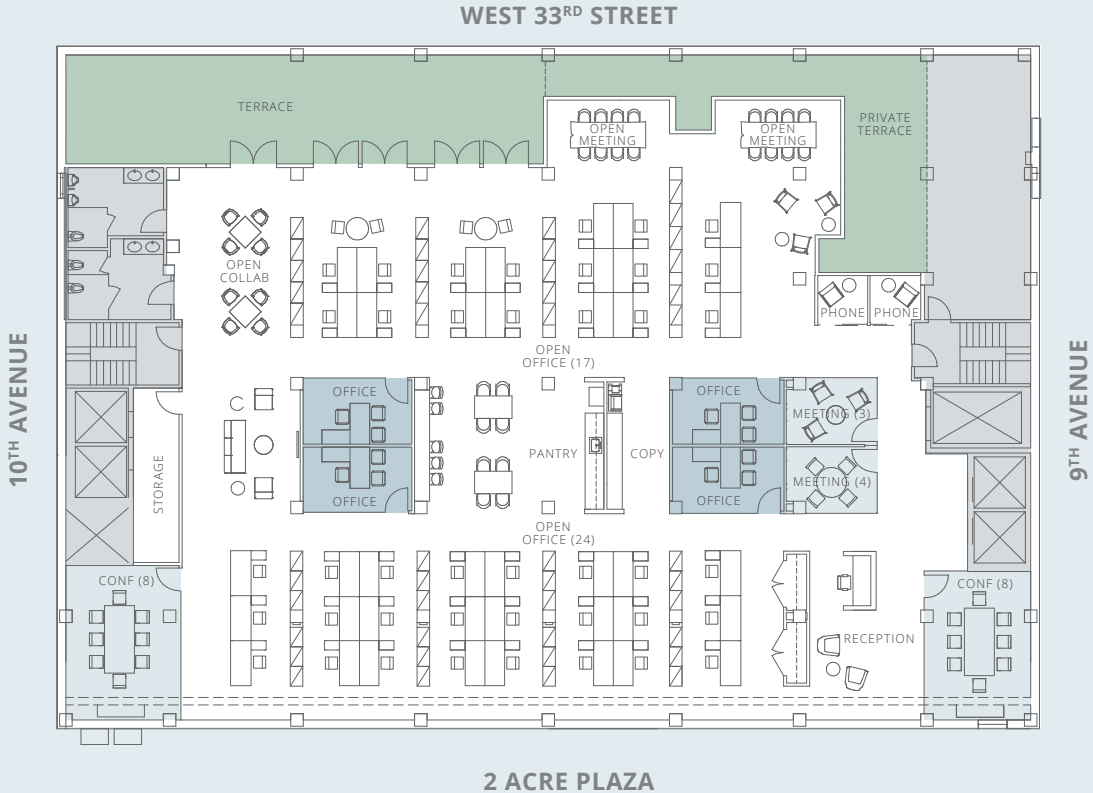 WEST 33RD STREET
TERRACE
OPEN
MEETING
OPEN
MEETING
PRIVATE
TERRACE
OPEN
COLLAB
PHONE
PHONE
OPEN
OFFICE (17)
10TH AVENUE
9TH AVENUE
OFFICE
OFFICE
MEETING (3)
STORAGE
PANTRY
COPY
MEETING (4)
OFFICE
OFFICE
OPEN
OFFICE (24)
CONF (8)
CONF (8)
RECEPTION
2 ACRE PLAZA